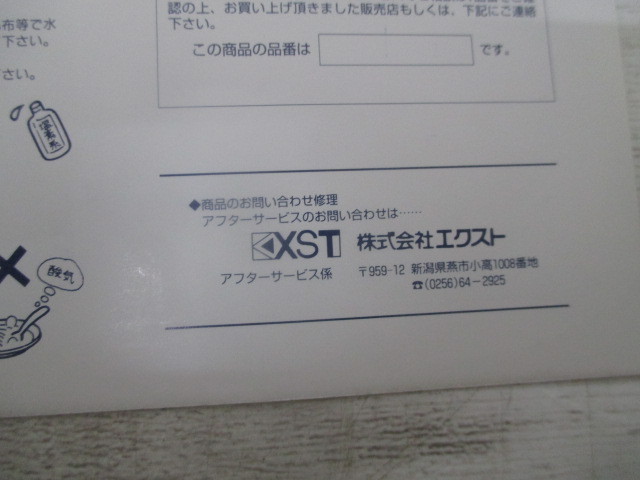 布等で水
下さい。
さい。
認の上、お買い上げ頂きました販売店もしくは、下記にご連絡
下さい。
この商品の品番は
です。
酸気
◆商品のお問い合わせ修理
アフターサービスのお問い合わせは……
EXST 株式会社エクスト
アフターサービス係
〒959-12 新潟県燕市小高1008番地
☎(0256)64-2925